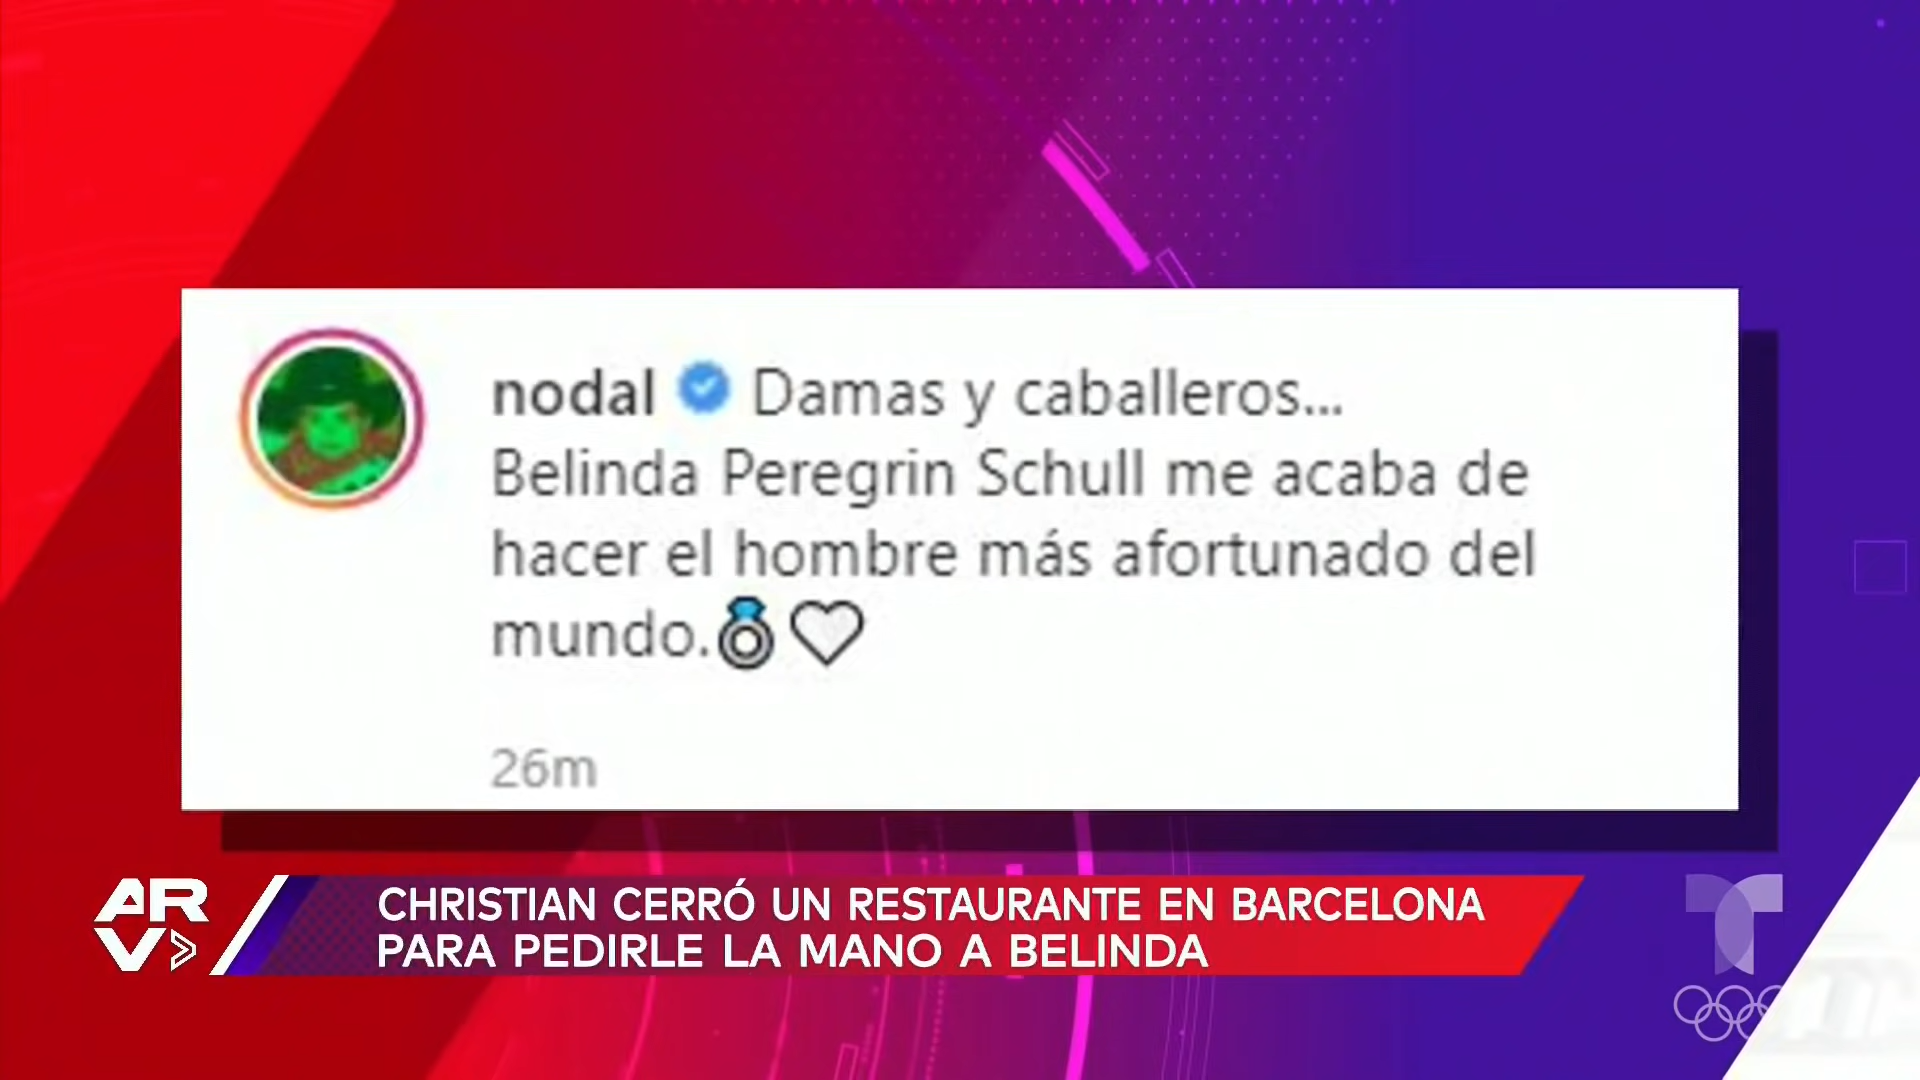 nodal Damas y caballeros...
Belinda Peregrin Schull me acaba de
hacer el hombre más afortunado del
mundo.💍🤍
26m
ARV
CHRISTIAN CERRÓ UN RESTAURANTE EN BARCELONA
PARA PEDIRLE LA MANO A BELINDA